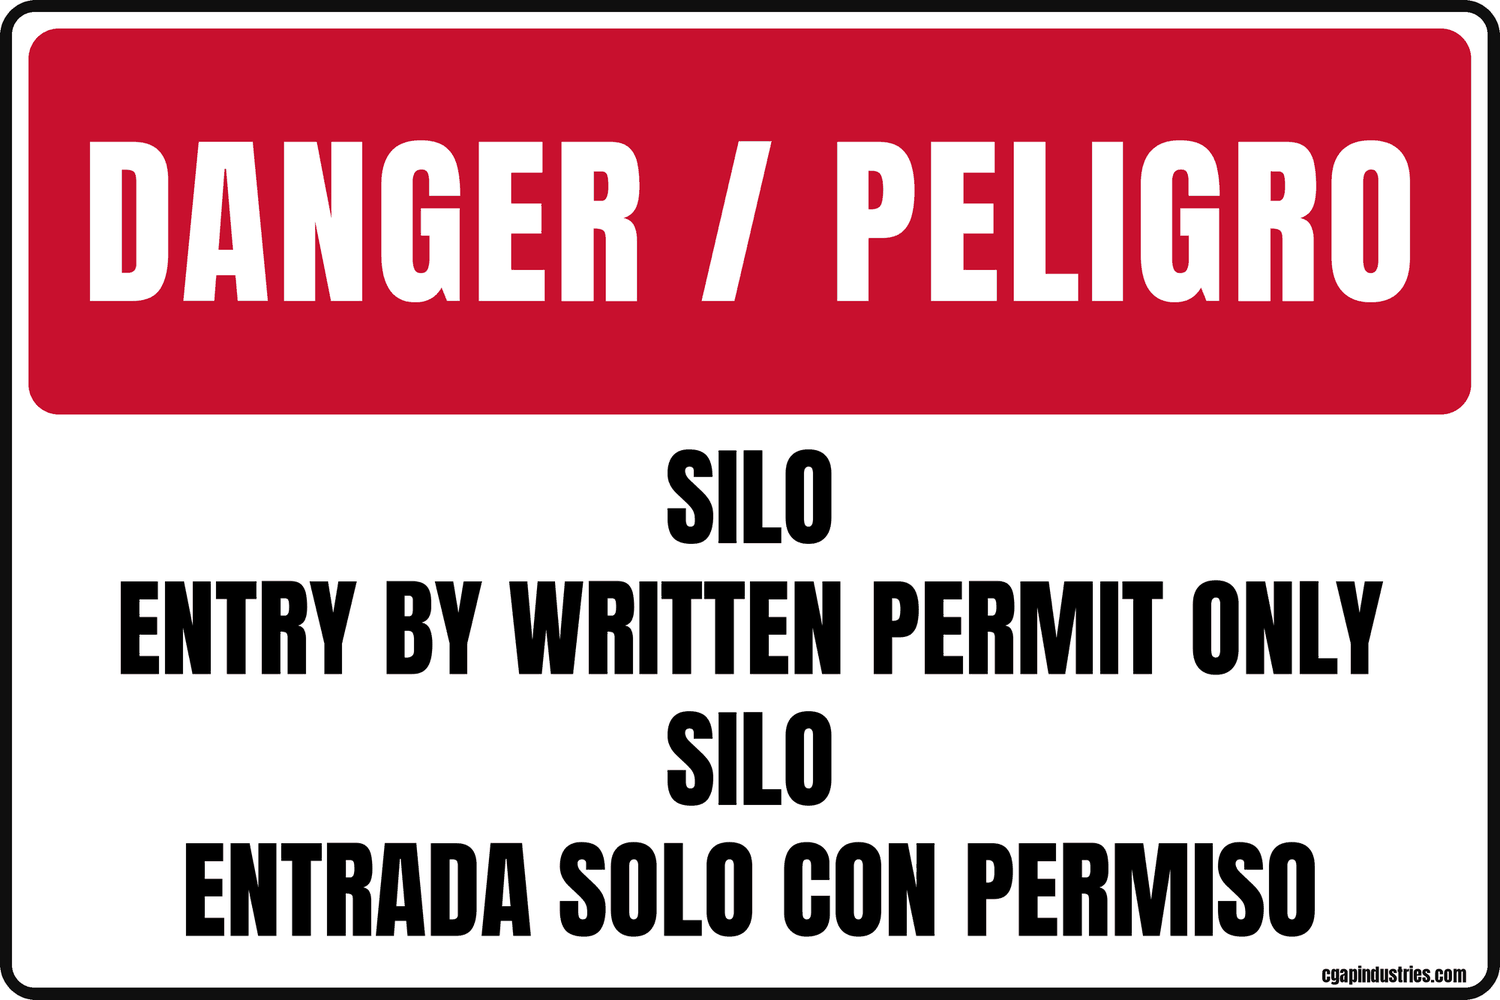 DANGER / PELIGRO
SILO
ENTRY BY WRITTEN PERMIT ONLY
SILO
ENTRADA SOLO CON PERMISO
cgapindustries.com